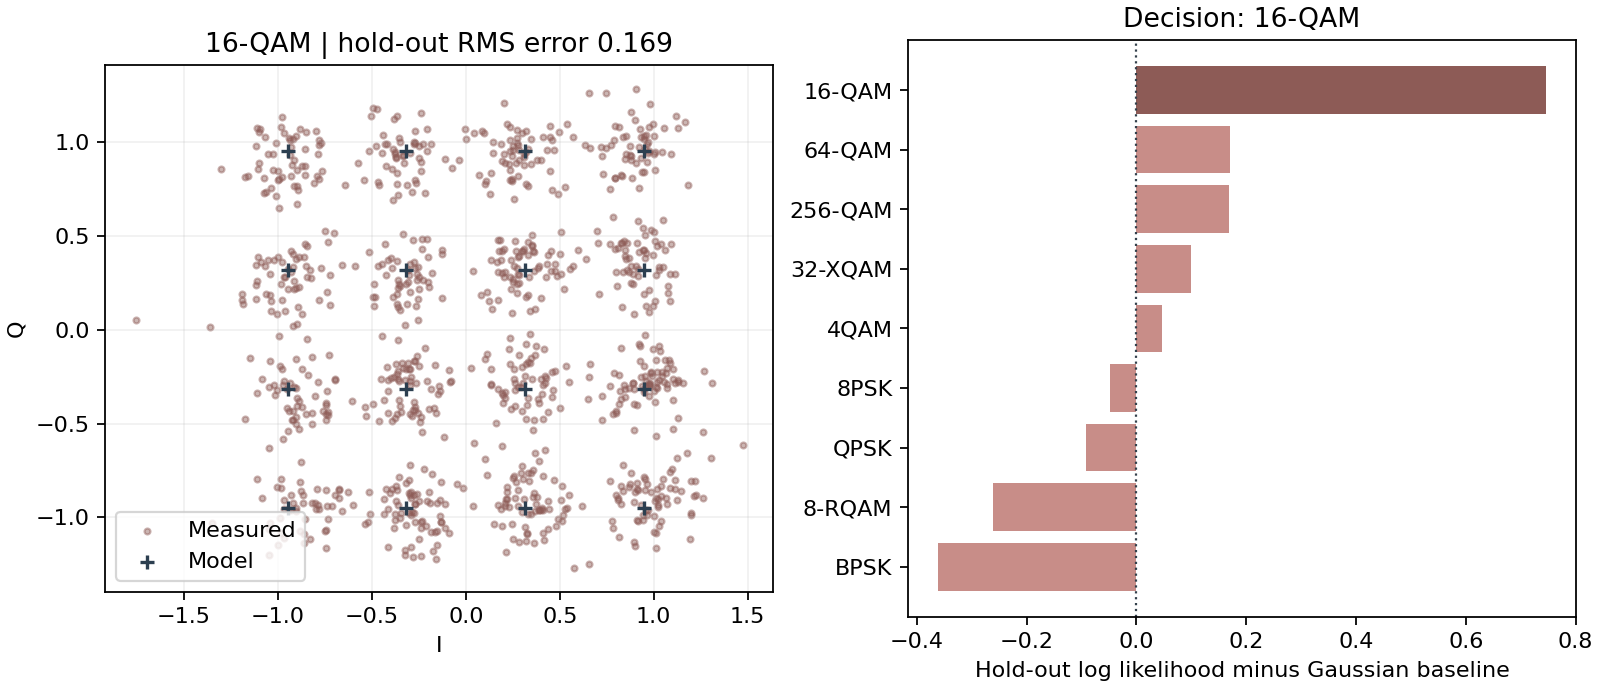 16-QAM | hold-out RMS error 0.169
Q
1.0
0.5
0.0
−0.5
−1.0
Measured
Model
−1.5
−1.0
−0.5
0.0
0.5
1.0
1.5
I
Decision: 16-QAM
16-QAM
64-QAM
256-QAM
32-XQAM
4QAM
8PSK
QPSK
8-RQAM
BPSK
−0.4
−0.2
0.0
0.2
0.4
0.6
0.8
Hold-out log likelihood minus Gaussian baseline